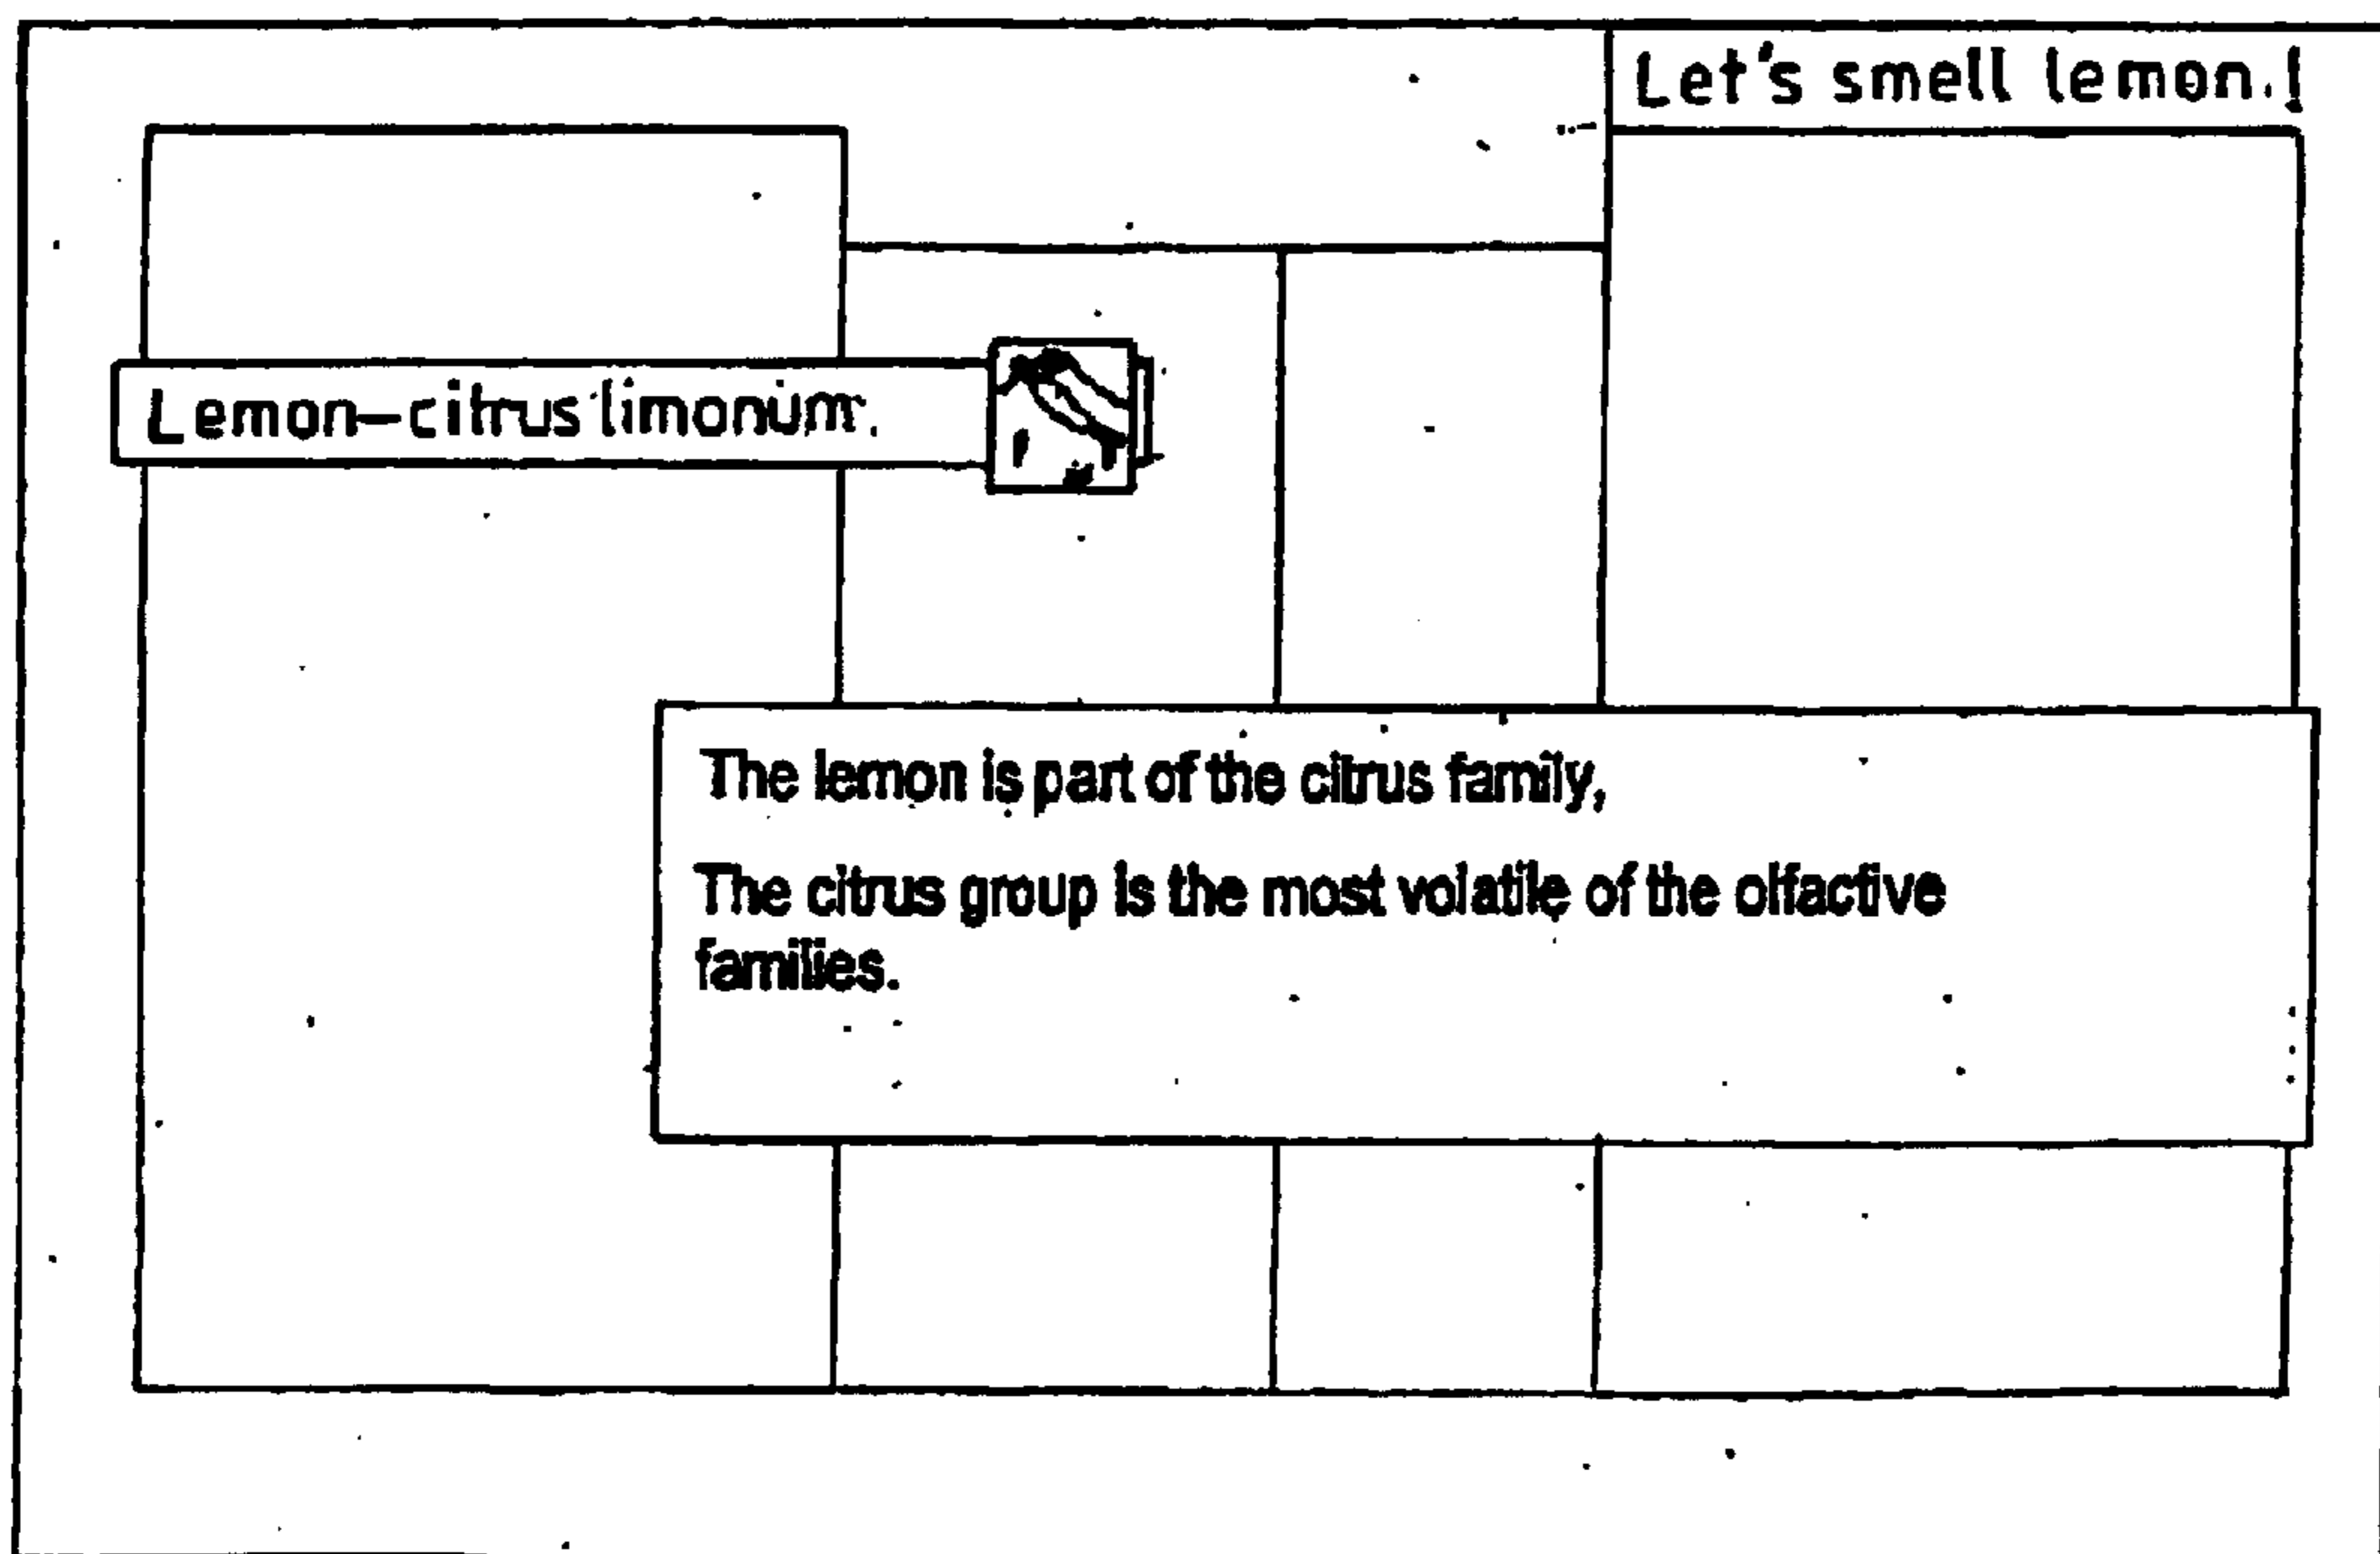 Let's smell lemon.!
Lemon-citrus limonum.
The lemon is part of the citrus family,
The citrus group is the most volatile of the olfactive
families.